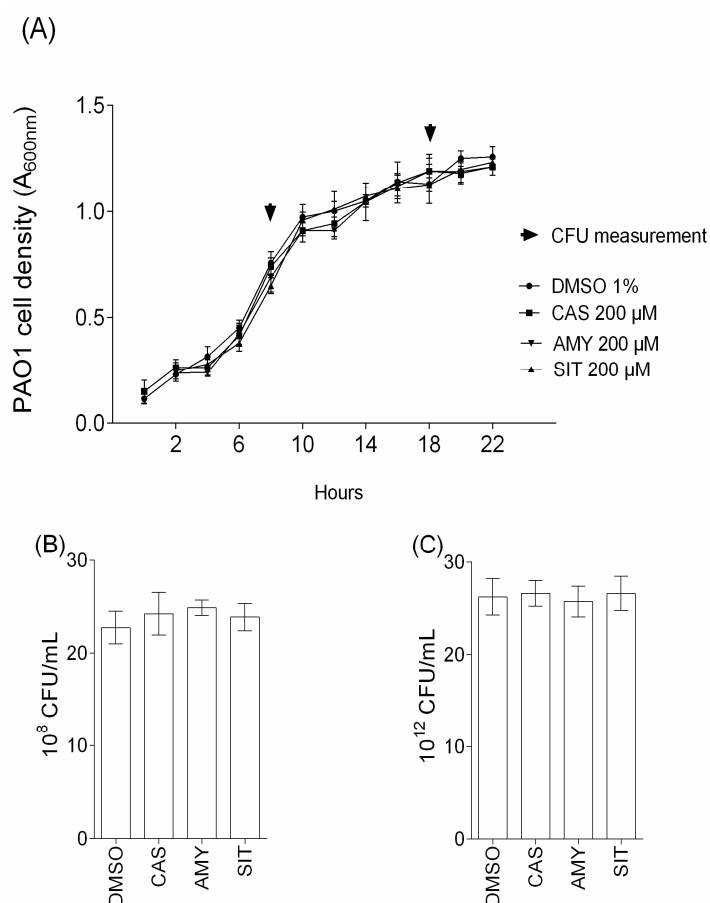 (A)
PAO1 cell density (A600nm)
1.5
1.0
0.5
0.0
2 6 10 14 18 22
Hours
CFU measurement
DMSO 1%
CAS 200 µM
AMY 200 µM
SIT 200 µM
(B)
10⁸ CFU/mL
30
20
10
0
DMSO CAS AMY SIT
(C)
10¹² CFU/mL
30
20
10
0
DMSO CAS AMY SIT